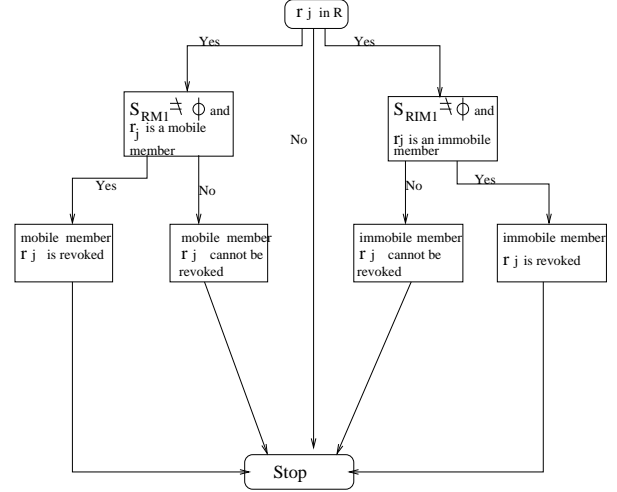 r j in R
Yes
Yes
S RM1 ≠ ϕ and
r j is a mobile
member
No
S RIM1 ≠ ϕ and
r j is an immobile
member
Yes
No
No
Yes
mobile member
r j is revoked
mobile member
r j cannot be
revoked
immobile member
r j cannot be
revoked
immobile member
r j is revoked
Stop